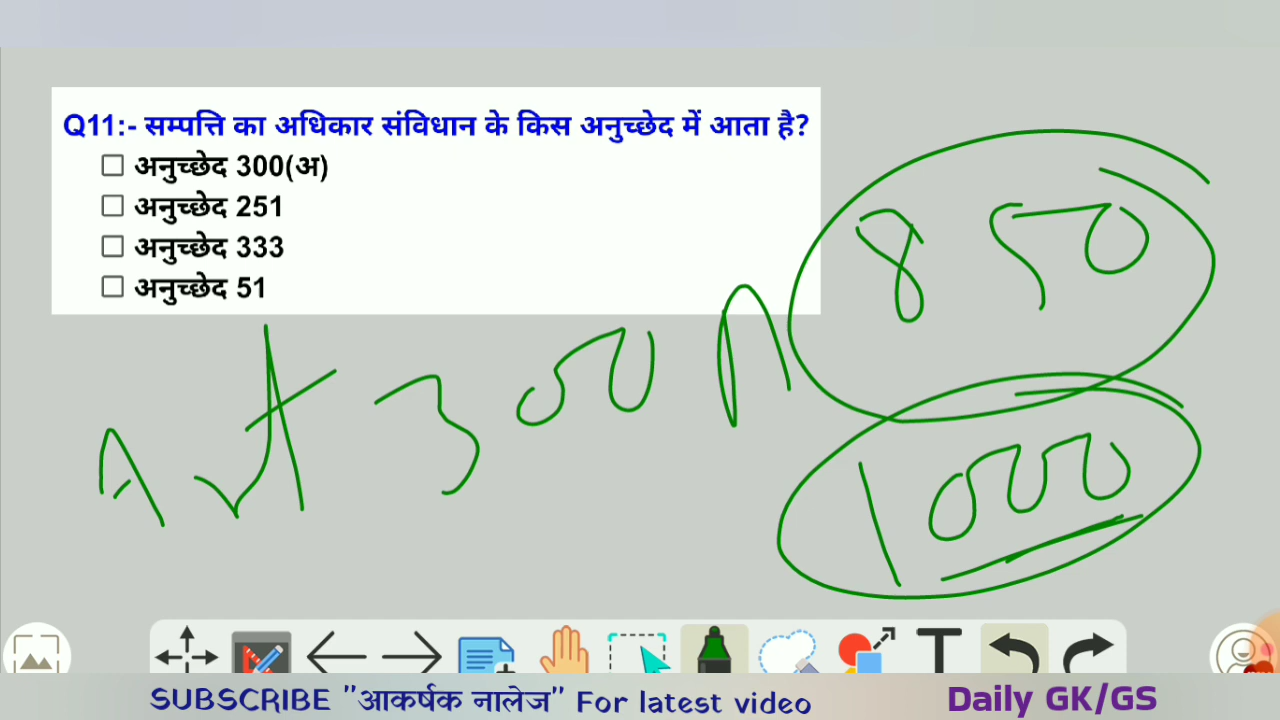 Q11:- सम्पत्ति का अधिकार संविधान के किस अनुच्छेद में आता है?
☐ अनुच्छेद 300(अ)
☐ अनुच्छेद 251
☐ अनुच्छेद 333
☐ अनुच्छेद 51
850
Art 300 A
1000
T
SUBSCRIBE "आकर्षक नालेज" For latest video
Daily GK/GS